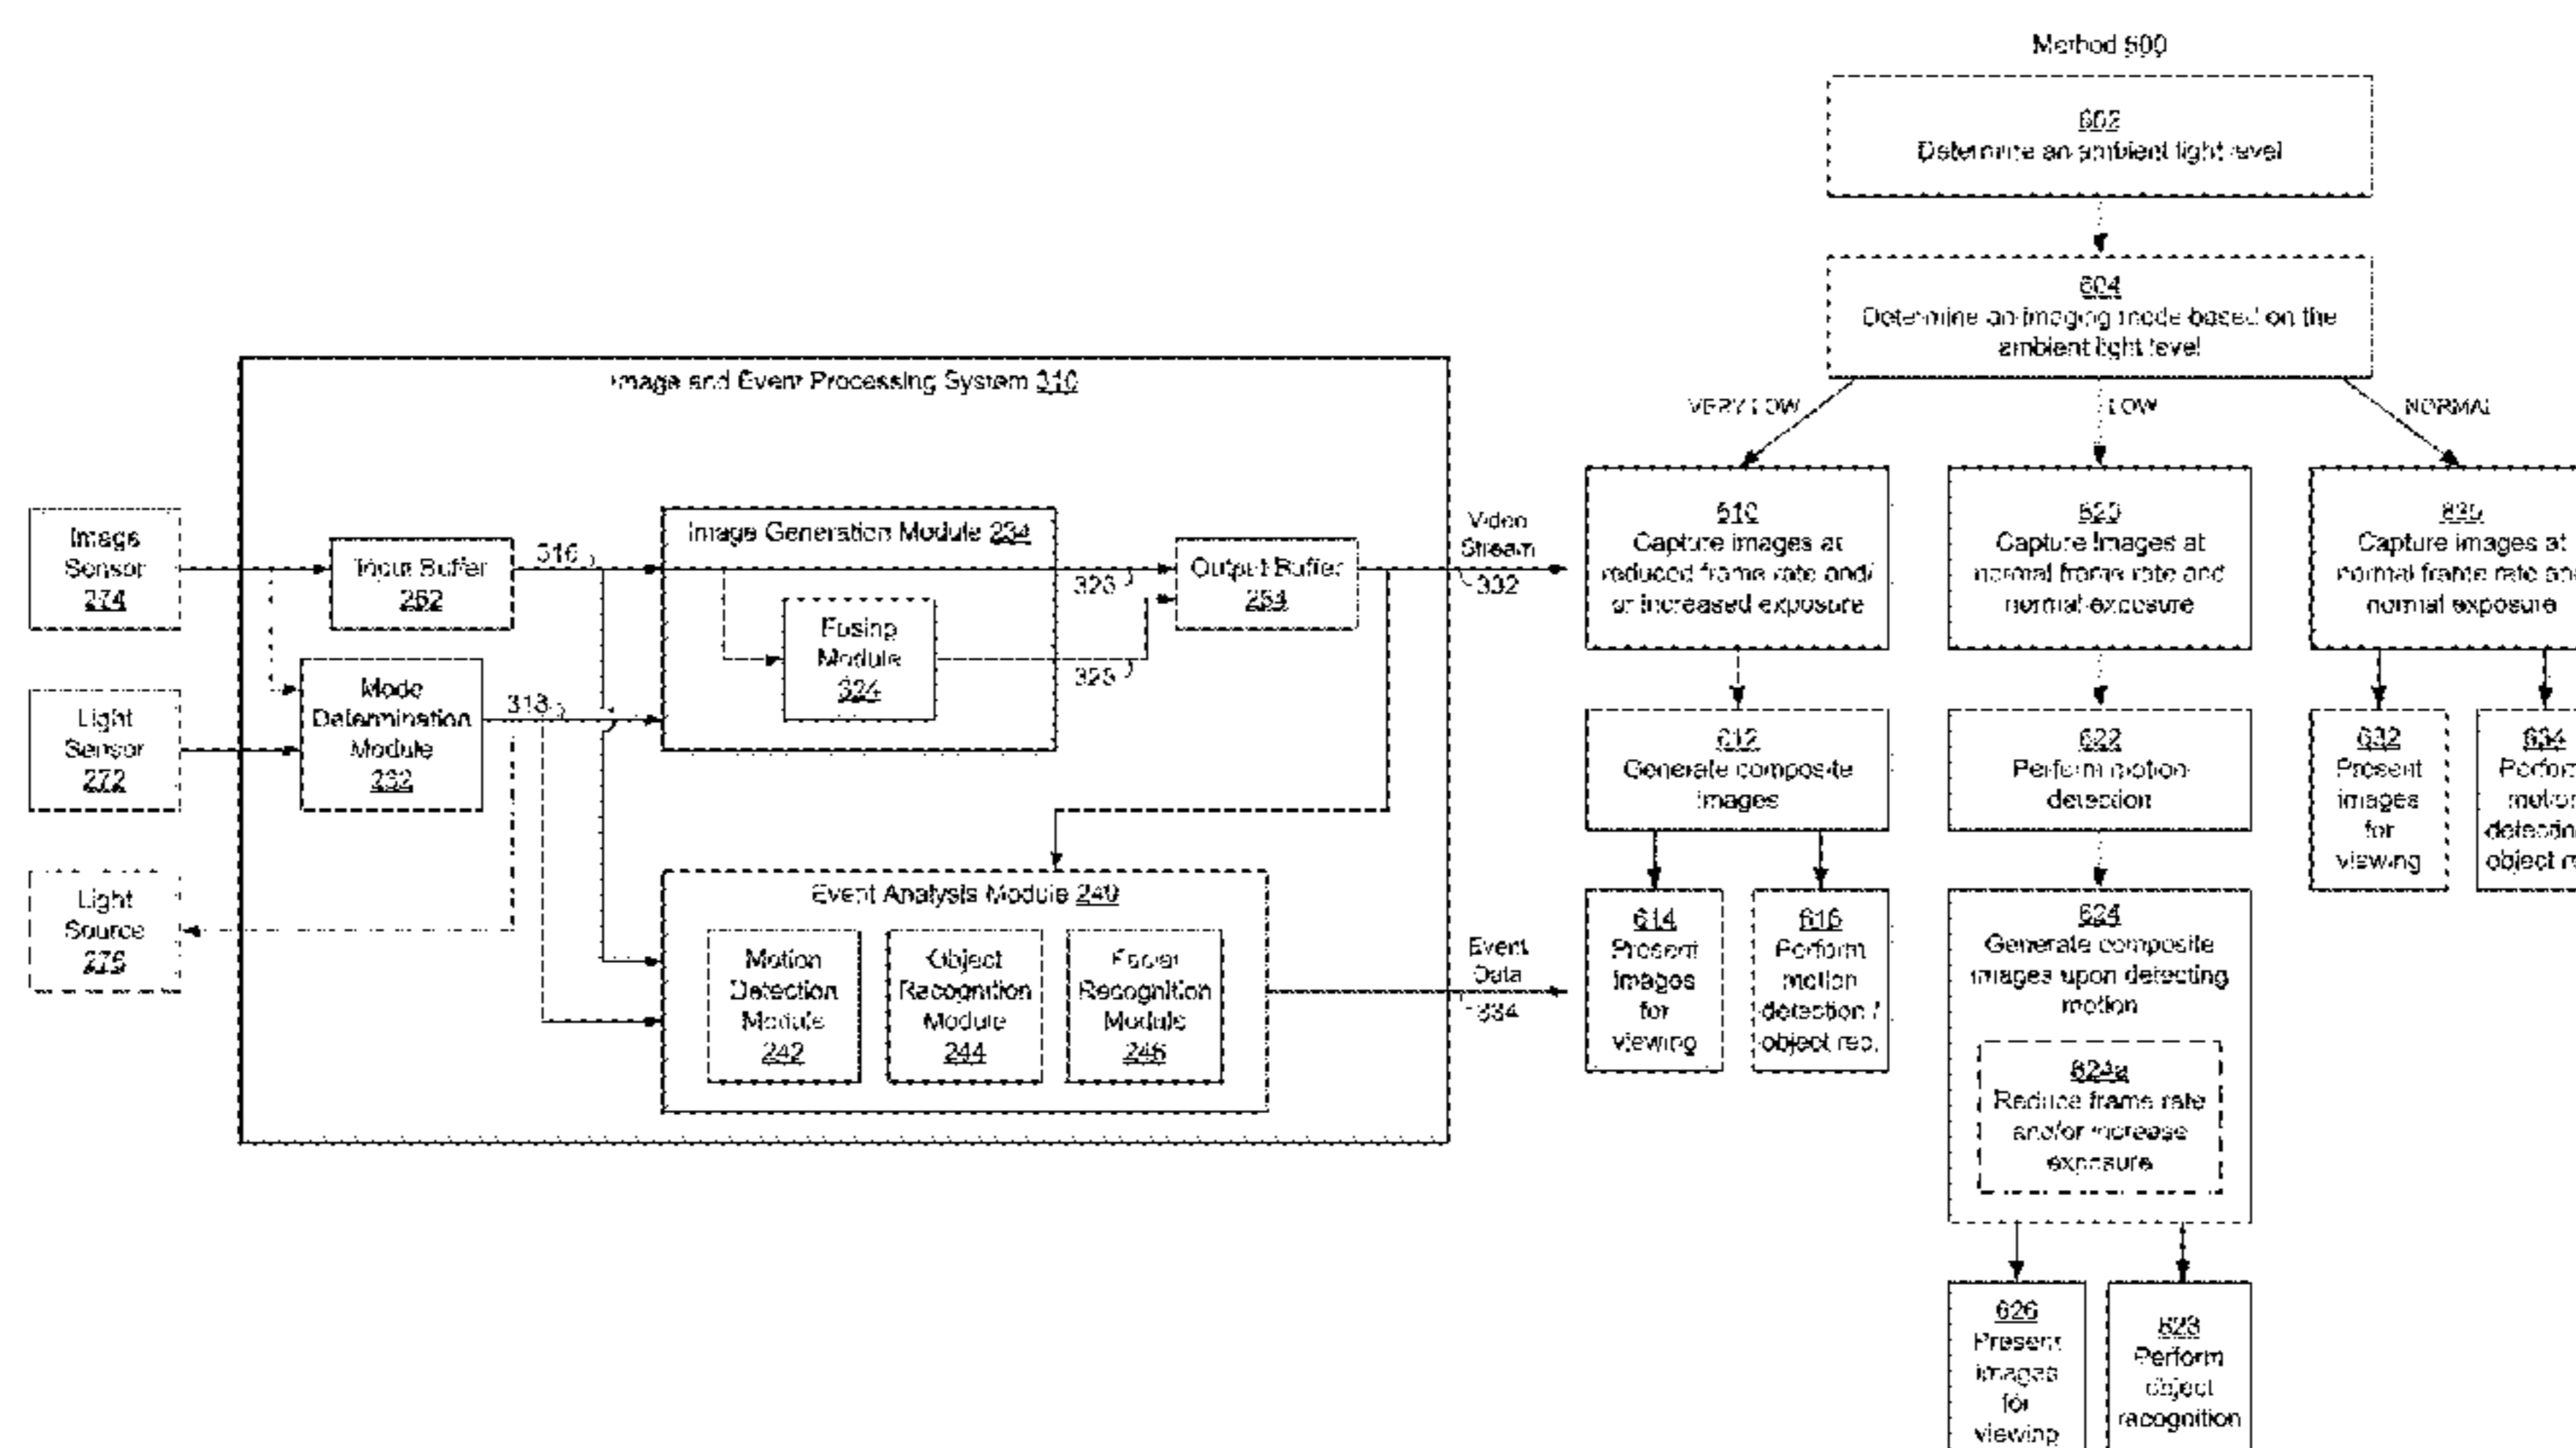 Method 600
602
Determine an ambient light level
604
Determine an imaging mode based on the
ambient light level
VERY LOW
LOW
NORMAL
610
Capture images at
reduced frame rate and/
or increased exposure
620
Capture images at
normal frame rate and
normal exposure
630
Capture images at
normal frame rate an
normal exposure
612
Generate composite
images
622
Perform motion
detection
632
Present
images
for
viewing
634
Perform
motion
detection
object re
614
Present
images
for
viewing
616
Perform
motion
detection /
object rec.
624
Generate composite
images upon detecting
motion
624a
Reduce frame rate
and/or increase
exposure
626
Present
images
for
viewing
628
Perform
object
recognition
Image and Event Processing System 310
Image
Sensor
274
Light
Sensor
272
Light
Source
276
Input Buffer
252
316
Mode
Determination
Module
232
318
Image Generation Module 234
Fusing
Module
324
Output Buffer
254
Video
Stream
332
Event Analysis Module 240
Motion
Detection
Module
242
Object
Recognition
Module
244
Facial
Recognition
Module
246
Event
Data
334